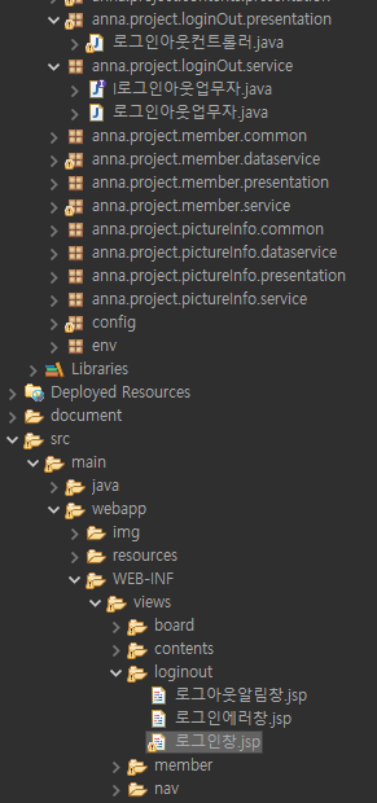 anna.project.loginOut.presentation
로그인아웃컨트롤러.java
anna.project.loginOut.service
I로그인아웃업무자.java
로그인아웃업무자.java
anna.project.member.common
anna.project.member.dataservice
anna.project.member.presentation
anna.project.member.service
anna.project.pictureInfo.common
anna.project.pictureInfo.dataservice
anna.project.pictureInfo.presentation
anna.project.pictureInfo.service
config
env
Libraries
Deployed Resources
document
src
main
java
webapp
img
resources
WEB-INF
views
board
contents
loginout
로그아웃알림창.jsp
로그인에러창.jsp
로그인창.jsp
member
nav